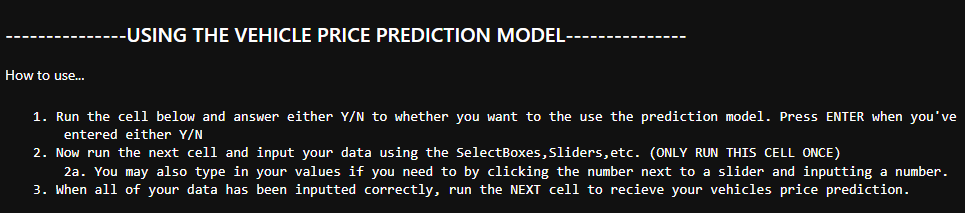 ---------------USING THE VEHICLE PRICE PREDICTION MODEL---------------
How to use...
1. Run the cell below and answer either Y/N to whether you want to the use the prediction model. Press ENTER when you've
entered either Y/N
2. Now run the next cell and input your data using the SelectBoxes,Sliders,etc. (ONLY RUN THIS CELL ONCE)
2a. You may also type in your values if you need to by clicking the number next to a slider and inputting a number.
3. When all of your data has been inputted correctly, run the NEXT cell to recieve your vehicles price prediction.